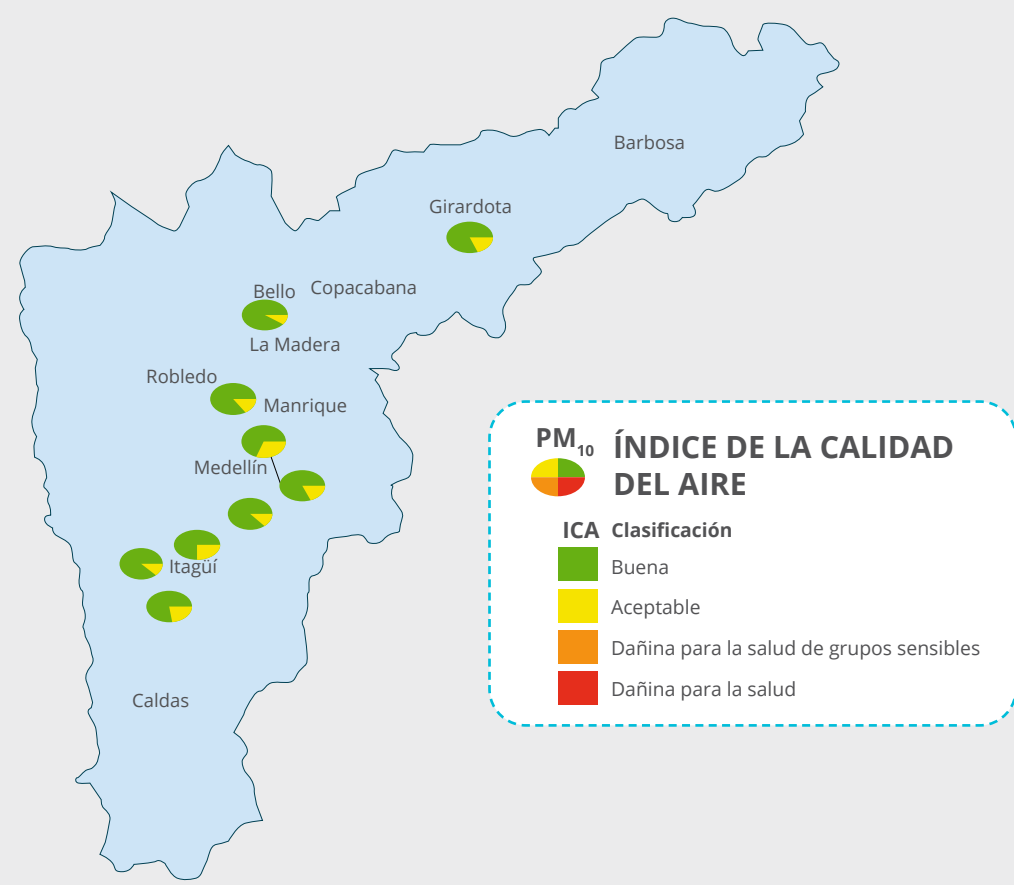 Barbosa
Girardota
Copacabana
Bello
La Madera
Robledo
Manrique
Medellín
Itagüí
Caldas
PM10 ÍNDICE DE LA CALIDAD
DEL AIRE
ICA Clasificación
Buena
Aceptable
Dañina para la salud de grupos sensibles
Dañina para la salud